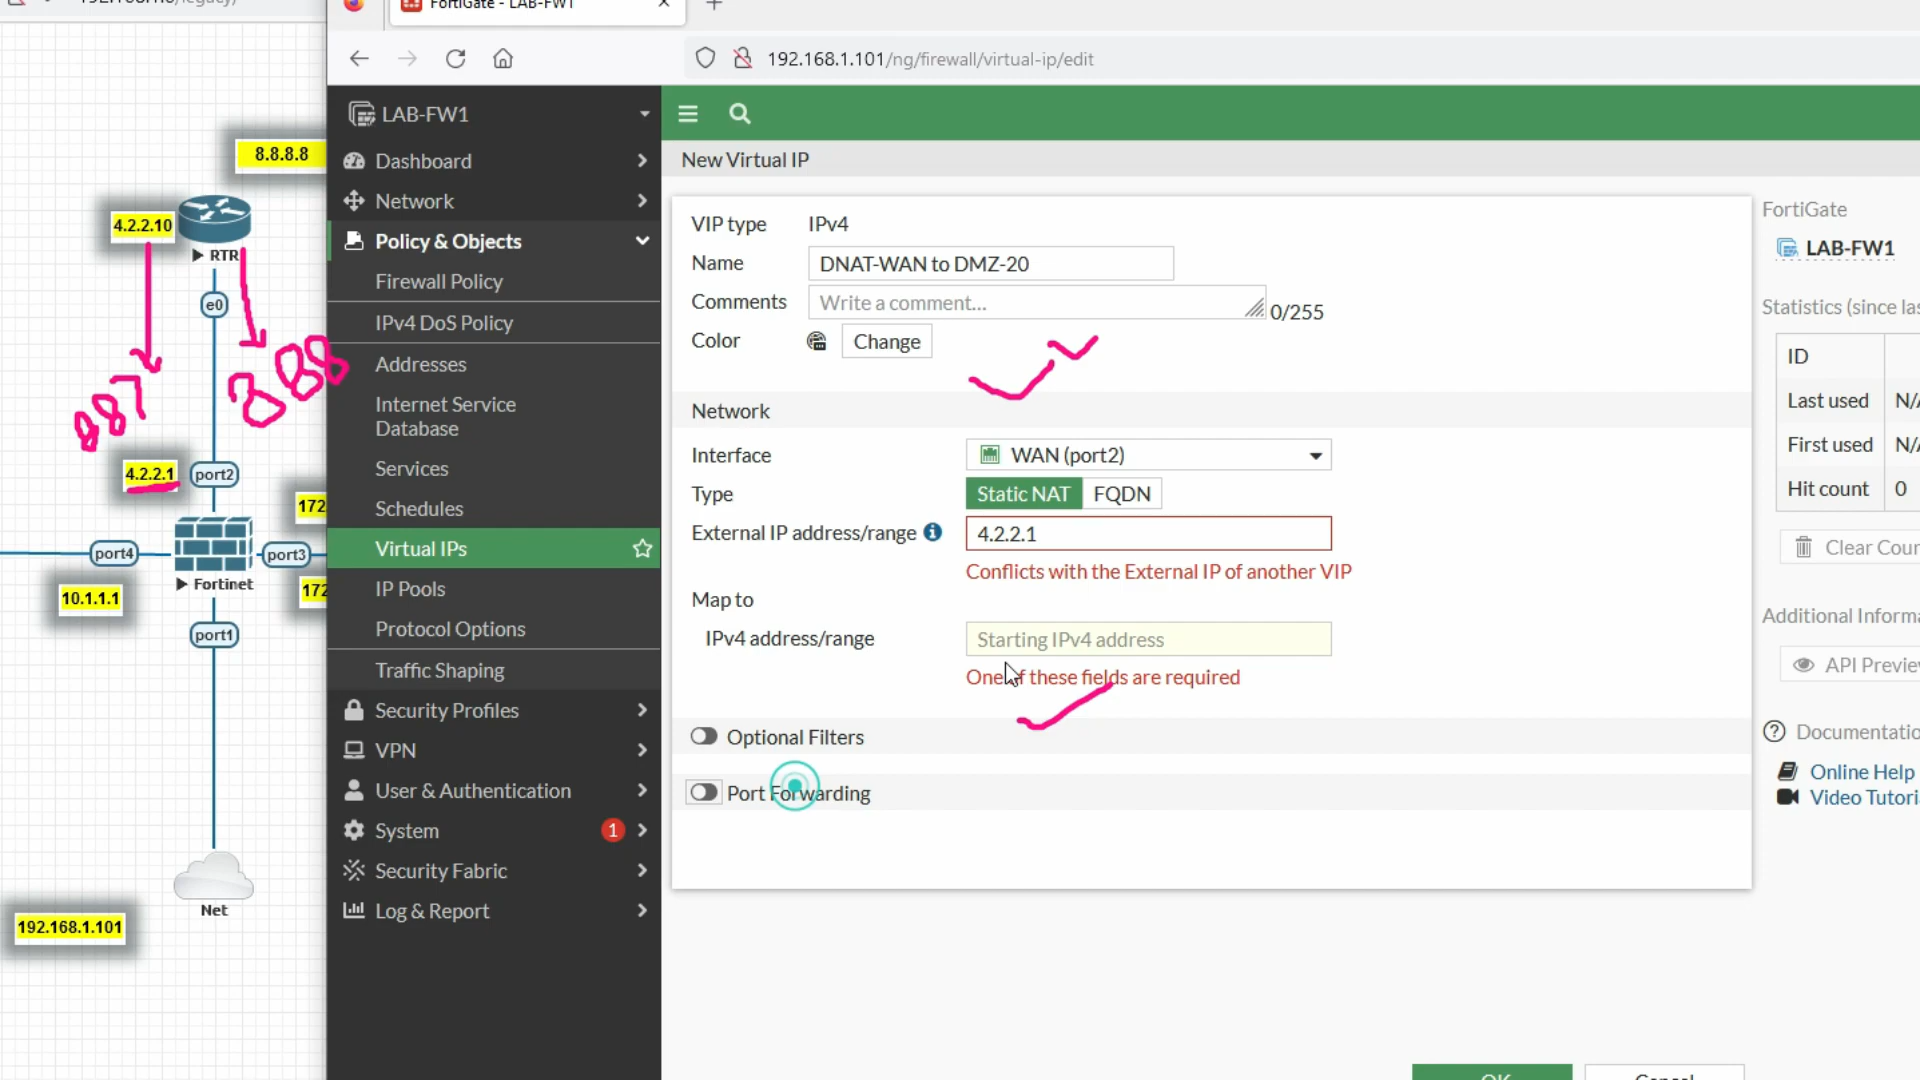 FortiGate - LAB-FW1
192.168.1.101/ng/firewall/virtual-ip/edit
LAB-FW1
Dashboard
Network
Policy & Objects
Firewall Policy
IPv4 DoS Policy
Addresses
Internet Service
Database
Services
Schedules
Virtual IPs
IP Pools
Protocol Options
Traffic Shaping
Security Profiles
VPN
User & Authentication
System
1
Security Fabric
Log & Report
8.8.8.8
4.2.2.10
RTR
e0
887
888
4.2.2.1
port2
172
port4
port3
10.1.1.1
Fortinet
172
port1
Net
192.168.1.101
New Virtual IP
VIP type IPv4
Name DNAT-WAN to DMZ-20
Comments Write a comment... 0/255
Color Change
Network
Interface WAN (port2)
Type Static NAT FQDN
External IP address/range 4.2.2.1
Conflicts with the External IP of another VIP
Map to
IPv4 address/range Starting IPv4 address
One of these fields are required
Optional Filters
Port Forwarding
OK Cancel
FortiGate
LAB-FW1
Statistics (since las
ID
Last used N/A
First used N/A
Hit count 0
Clear Coun
Additional Informa
API Preview
Documentatio
Online Help
Video Tutoria